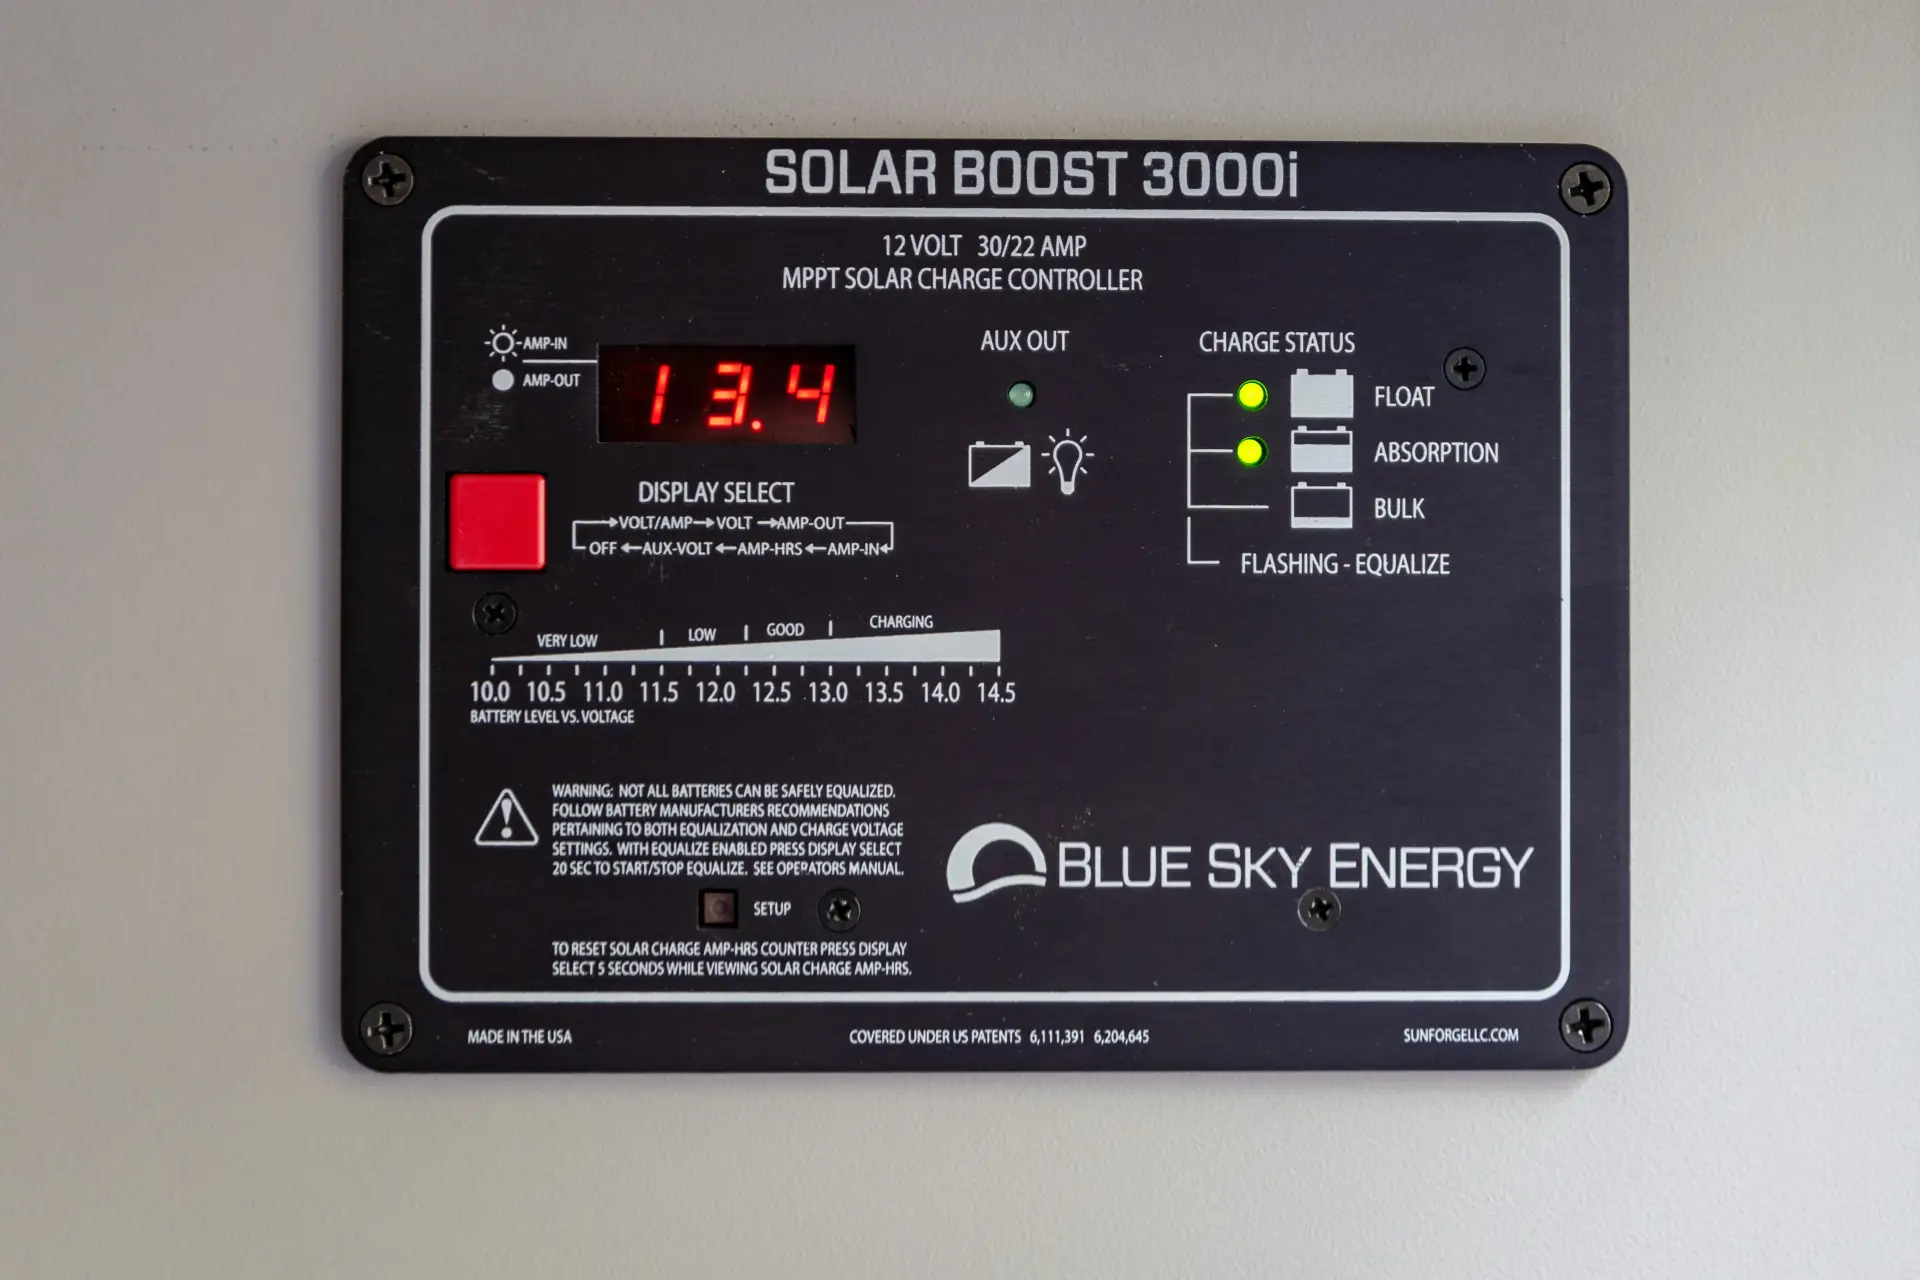 SOLAR BOOST 3000i
12 VOLT 30/22 AMP
MPPT SOLAR CHARGE CONTROLLER
AMP-IN
AMP-OUT
13.4
AUX OUT
CHARGE STATUS
FLOAT
ABSORPTION
BULK
FLASHING - EQUALIZE
DISPLAY SELECT
VOLT/AMP VOLT AMP-OUT
OFF AUX-VOLT AMP-HRS AMP-IN
VERY LOW LOW GOOD CHARGING
10.0 10.5 11.0 11.5 12.0 12.5 13.0 13.5 14.0 14.5
BATTERY LEVEL VS. VOLTAGE
WARNING: NOT ALL BATTERIES CAN BE SAFELY EQUALIZED.
FOLLOW BATTERY MANUFACTURERS RECOMMENDATIONS
PERTAINING TO BOTH EQUALIZATION AND CHARGE VOLTAGE
SETTINGS. WITH EQUALIZE ENABLED PRESS DISPLAY SELECT
20 SEC TO START/STOP EQUALIZE. SEE OPERATORS MANUAL.
SETUP
TO RESET SOLAR CHARGE AMP-HRS COUNTER PRESS DISPLAY
SELECT 5 SECONDS WHILE VIEWING SOLAR CHARGE AMP-HRS.
BLUE SKY ENERGY
MADE IN THE USA
COVERED UNDER US PATENTS 6,111,391 6,204,645
SUNFORGELLC.COM